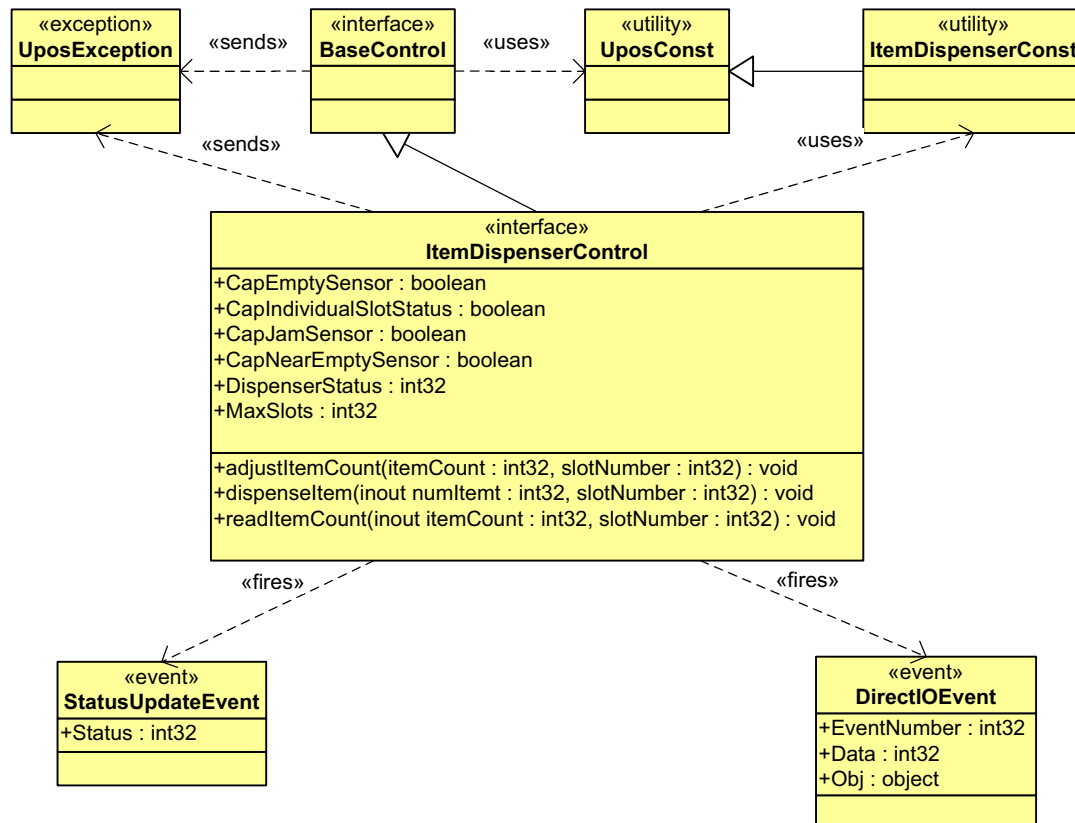 «exception»
UposException
«sends»
«interface»
BaseControl
«uses»
«utility»
UposConst
«utility»
ItemDispenserConst
«sends»
«uses»
«interface»
ItemDispenserControl
+CapEmptySensor : boolean
+CapIndividualSlotStatus : boolean
+CapJamSensor : boolean
+CapNearEmptySensor : boolean
+DispenserStatus : int32
+MaxSlots : int32
+adjustItemCount(itemCount : int32, slotNumber : int32) : void
+dispenseItem(inout numItemt : int32, slotNumber : int32) : void
+readItemCount(inout itemCount : int32, slotNumber : int32) : void
«fires»
«fires»
«event»
StatusUpdateEvent
+Status : int32
«event»
DirectIOEvent
+EventNumber : int32
+Data : int32
+Obj : object